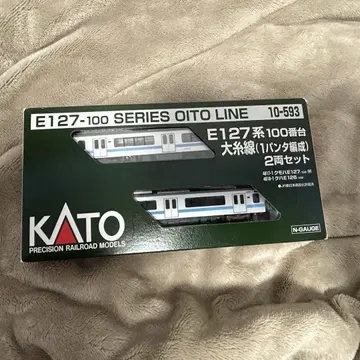 E127-100 SERIES OITO LINE
10-593
E127系100番台
大糸線(1パンタ編成)
2両セット
KATO
PRECISION RAILROAD MODELS
N-GAUGE